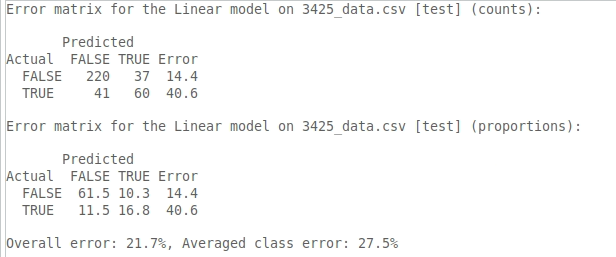 Error matrix for the Linear model on 3425_data.csv [test] (counts):
Predicted
Actual FALSE TRUE Error
FALSE 220 37 14.4
TRUE 41 60 40.6
Error matrix for the Linear model on 3425_data.csv [test] (proportions):
Predicted
Actual FALSE TRUE Error
FALSE 61.5 10.3 14.4
TRUE 11.5 16.8 40.6
Overall error: 21.7%, Averaged class error: 27.5%